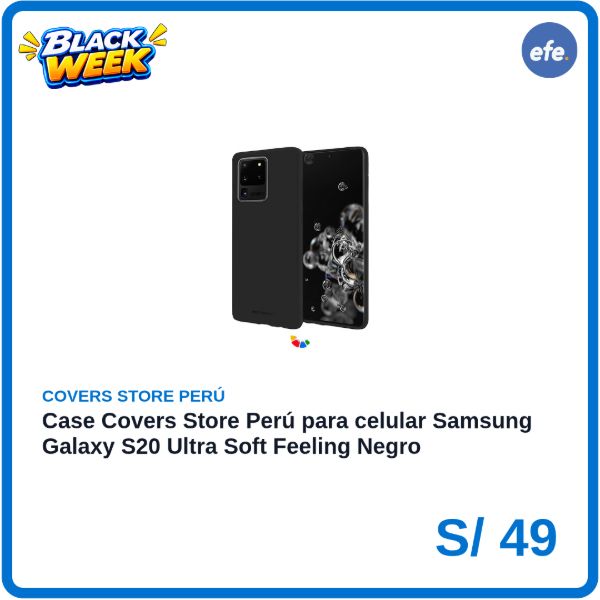 BLACK
WEEK
efe.
COVERS STORE PERÚ
Case Covers Store Perú para celular Samsung
Galaxy S20 Ultra Soft Feeling Negro
S/ 49